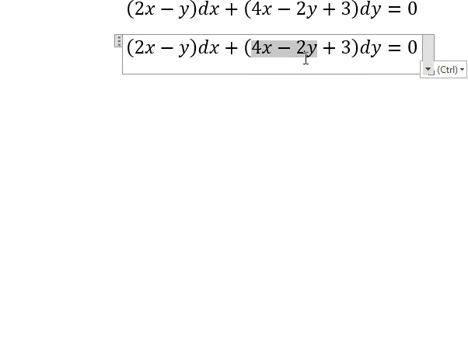 (2x − y)dx + (4x − 2y + 3)dy = 0
(2x − y)dx + (4x − 2y + 3)dy = 0
(Ctrl)